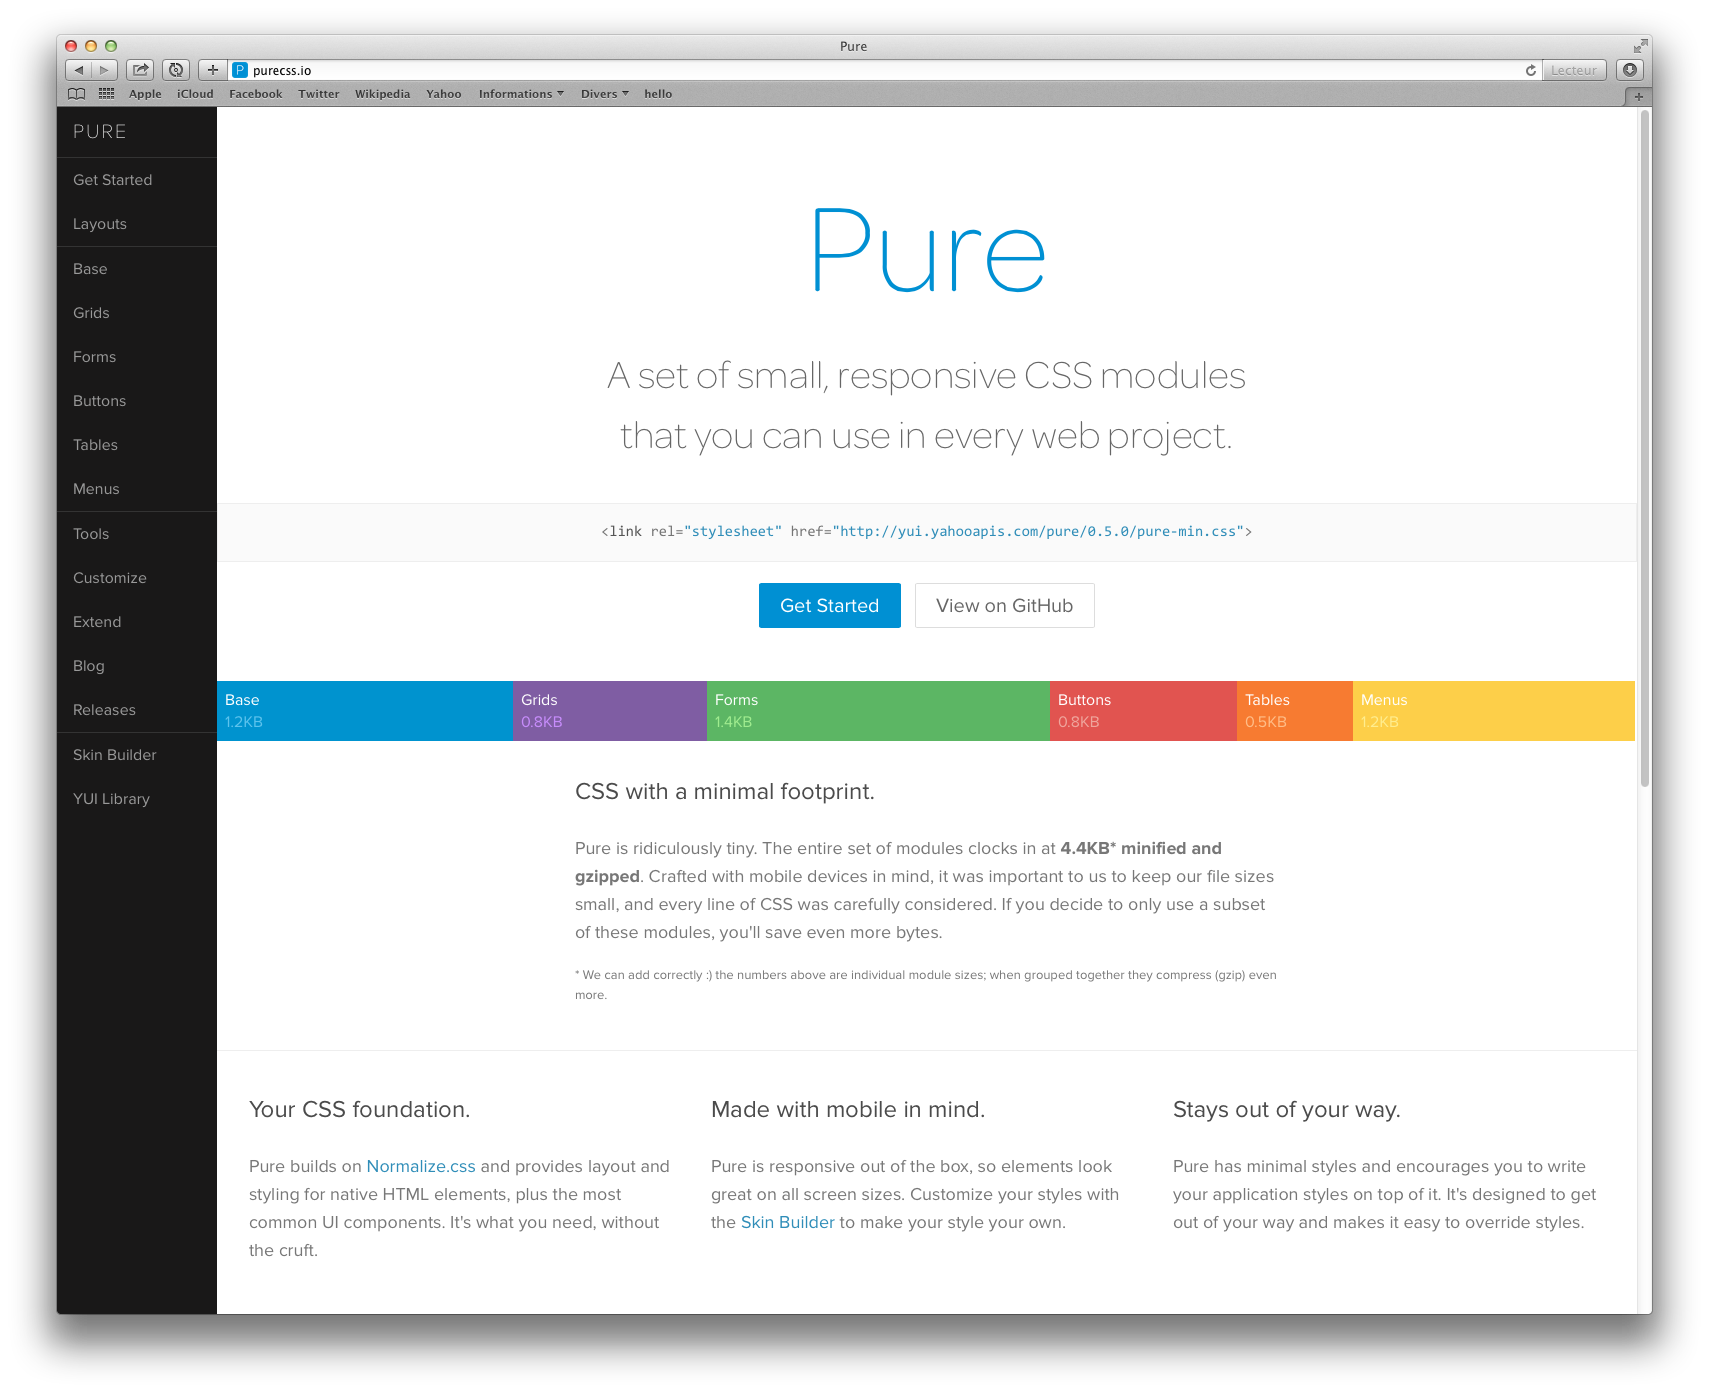 Pure
P purecss.io
Lecteur
Apple iCloud Facebook Twitter Wikipedia Yahoo Informations Divers hello
PURE
Get Started
Layouts
Base
Grids
Forms
Buttons
Tables
Menus
Tools
Customize
Extend
Blog
Releases
Skin Builder
YUI Library
Pure
A set of small, responsive CSS modules
that you can use in every web project.
<link rel="stylesheet" href="http://yui.yahooapis.com/pure/0.5.0/pure-min.css">
Get Started View on GitHub
Base Grids Forms Buttons Tables Menus
1.2KB 0.8KB 1.4KB 0.8KB 0.5KB 1.2KB
CSS with a minimal footprint.
Pure is ridiculously tiny. The entire set of modules clocks in at 4.4KB* minified and
gzipped. Crafted with mobile devices in mind, it was important to us to keep our file sizes
small, and every line of CSS was carefully considered. If you decide to only use a subset
of these modules, you'll save even more bytes.
* We can add correctly :) the numbers above are individual module sizes; when grouped together they compress (gzip) even
more.
Your CSS foundation.
Pure builds on Normalize.css and provides layout and
styling for native HTML elements, plus the most
common UI components. It's what you need, without
the cruft.
Made with mobile in mind.
Pure is responsive out of the box, so elements look
great on all screen sizes. Customize your styles with
the Skin Builder to make your style your own.
Stays out of your way.
Pure has minimal styles and encourages you to write
your application styles on top of it. It's designed to get
out of your way and makes it easy to override styles.